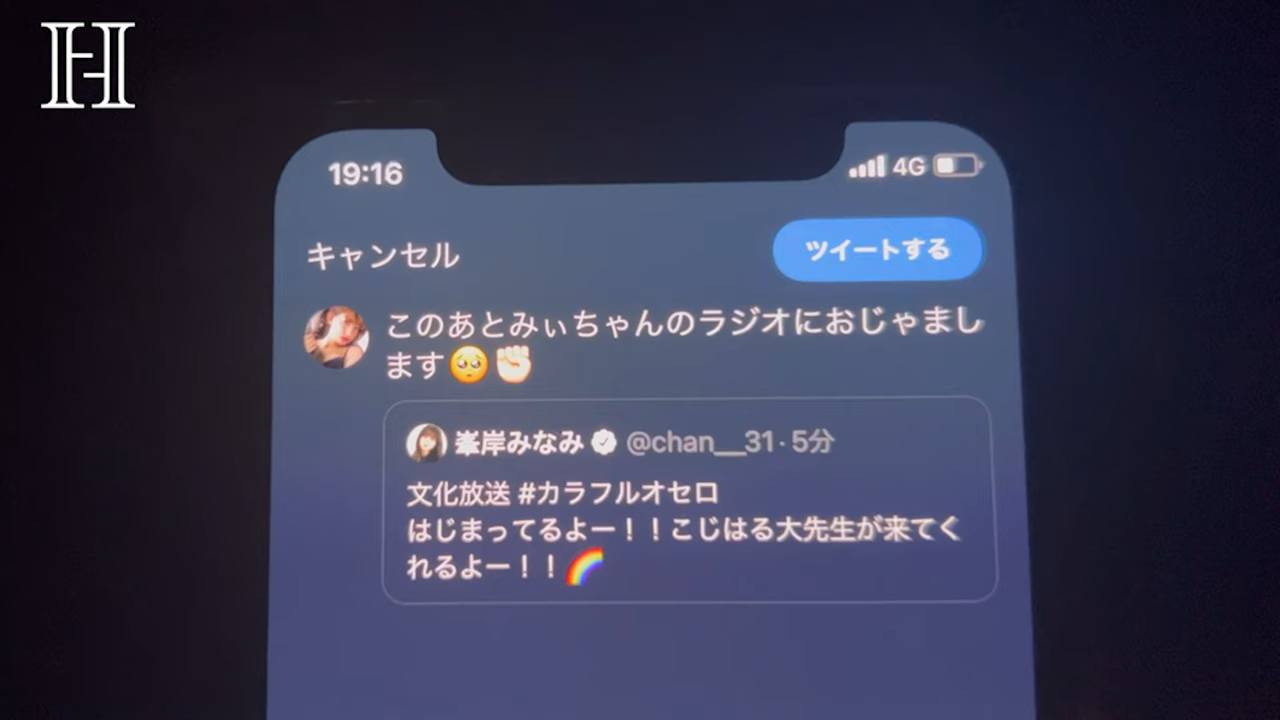 H
19:16
4G
キャンセル
ツイートする
このあとみぃちゃんのラジオにおじゃまし
ます🥺✊🏻
峯岸みなみ @chan__31·5分
文化放送 #カラフルオセロ
はじまってるよー！！こじはる大先生が来てく
れるよー！！🌈